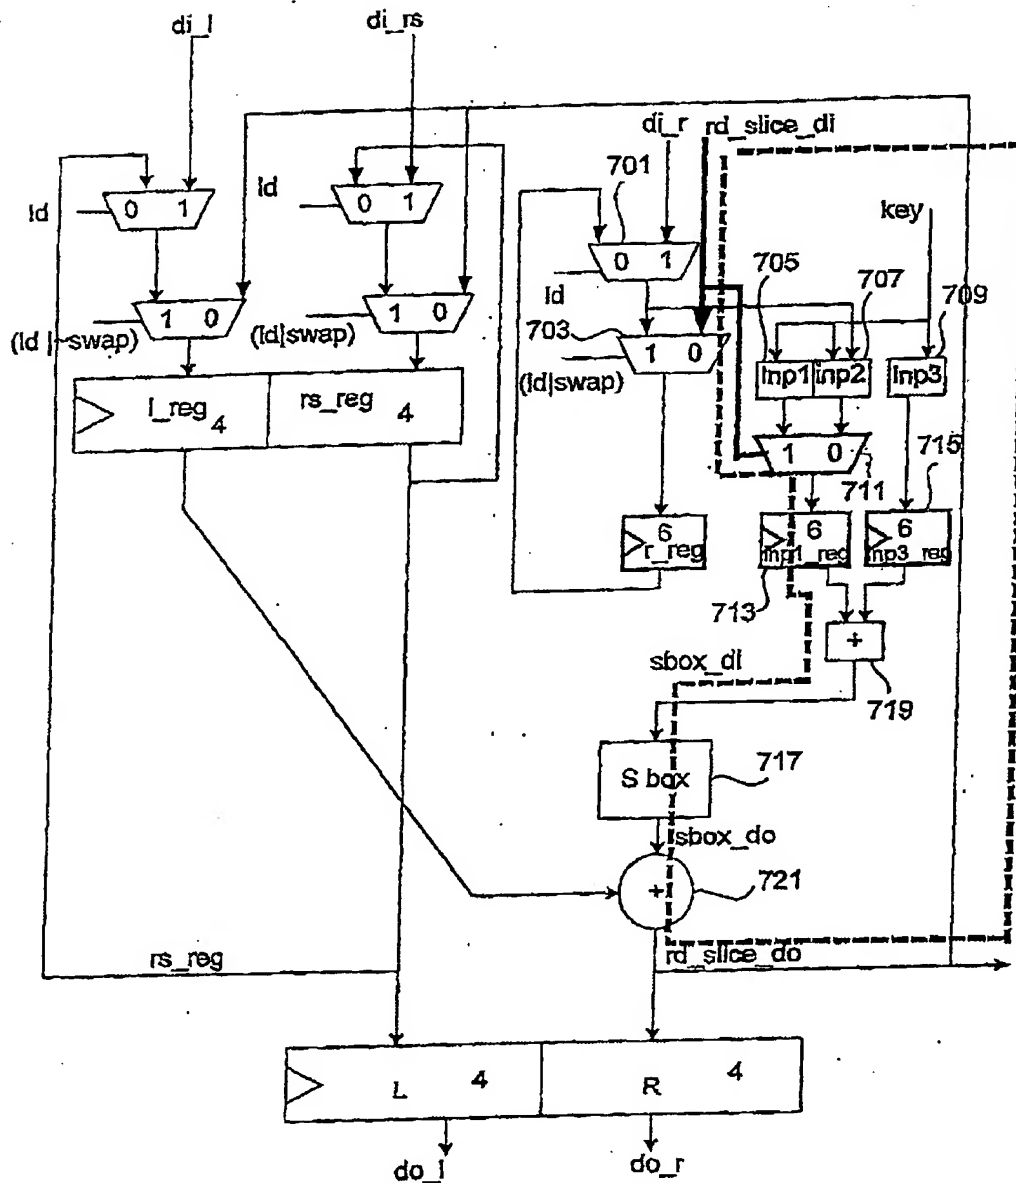 di_l
di_rs
di_r
rd_slice_di
701
key
ld
0 1
ld
0 1
0 1
705
707
709
ld
(ld | ~swap)
1 0
(ld|swap)
1 0
703
1 0
(ld|swap)
Inp1
Inp2
Inp3
l_reg 4
rs_reg 4
1 0
711
715
6
r_reg
6
Inp1_reg
6
Inp3_reg
713
+
719
sbox_di
S box
717
sbox_do
+
721
rs_reg
rd_slice_do
L 4
R 4
do_l
do_r